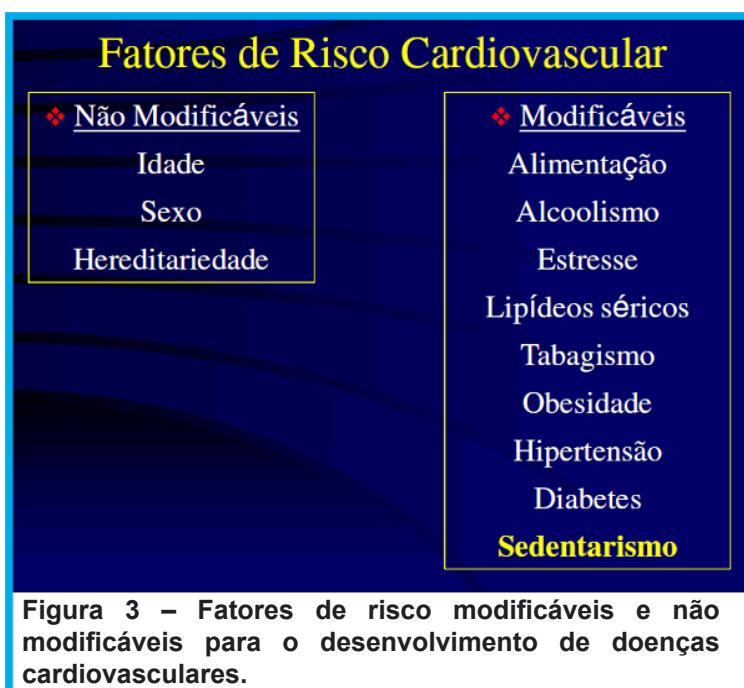 Fatores de Risco Cardiovascular
❖ Não Modificáveis
Idade
Sexo
Hereditariedade
❖ Modificáveis
Alimentação
Alcoolismo
Estresse
Lipídeos séricos
Tabagismo
Obesidade
Hipertensão
Diabetes
Sedentarismo
Figura 3 – Fatores de risco modificáveis e não
modificáveis para o desenvolvimento de doenças
cardiovasculares.